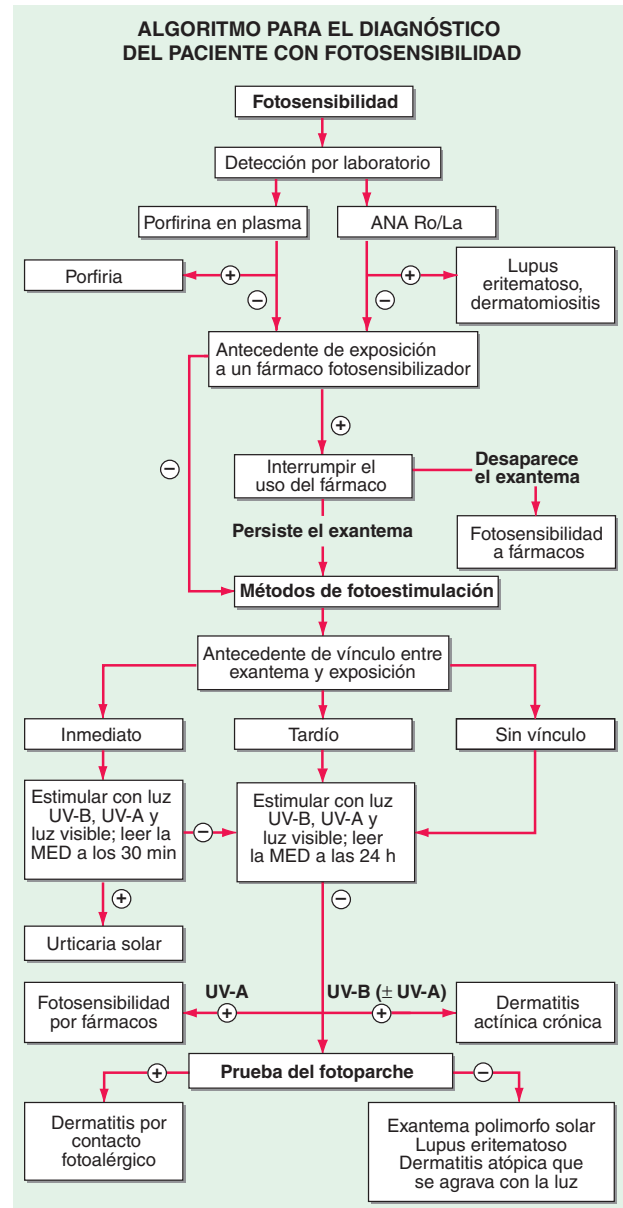 ALGORITMO PARA EL DIAGNÓSTICO
DEL PACIENTE CON FOTOSENSIBILIDAD
Fotosensibilidad
Detección por laboratorio
Porfirina en plasma
ANA Ro/La
Porfiria
+
+
Lupus
eritematoso,
dermatomiositis
−
−
Antecedente de exposición
a un fármaco fotosensibilizador
+
−
Interrumpir el
uso del fármaco
Desaparece
el exantema
Persiste el exantema
Fotosensibilidad
a fármacos
Métodos de fotoestimulación
Antecedente de vínculo entre
exantema y exposición
Inmediato
Tardío
Sin vínculo
Estimular con luz
UV-B, UV-A y
luz visible; leer la
MED a los 30 min
−
Estimular con luz
UV-B, UV-A y
luz visible; leer
la MED a las 24 h
+
−
Urticaria solar
Fotosensibilidad
por fármacos
UV-A
+
UV-B (± UV-A)
+
Dermatitis
actínica crónica
Prueba del fotoparche
+
−
Dermatitis por
contacto
fotoalérgico
Exantema polimorfo solar
Lupus eritematoso
Dermatitis atópica que
se agrava con la luz